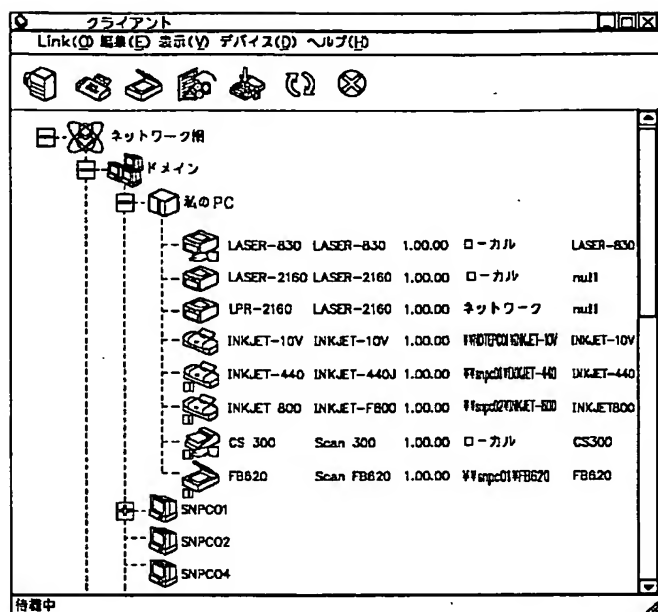 クライアント
Link(O) 編集(E) 表示(V) デバイス(D) ヘルプ(H)
ネットワーク網
ドメイン
私のPC
LASER-830 LASER-830 1.00.00 ローカル LASER-830
LASER-2160 LASER-2160 1.00.00 ローカル null
LPR-2160 LASER-2160 1.00.00 ネットワーク null
INKJET-10V INKJET-10V 1.00.00 INKJET-10V
INKJET-440 INKJET-440J 1.00.00 INKJET-440
INKJET 800 INKJET-F800 1.00.00 INKJET800
CS 300 Scan 300 1.00.00 ローカル CS300
FB620 Scan FB620 1.00.00 ¥¥snpc01¥FB620 FB620
SNPC01
SNPC02
SNPC04
待機中